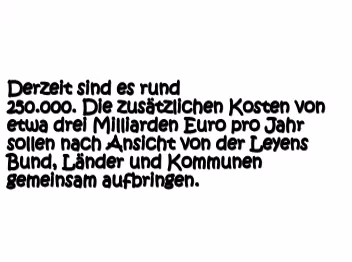 Derzeit sind es rund
250.000. Die zusätzlichen Kosten von
etwa drei Milliarden Euro pro Jahr
sollen nach Ansicht von der Leyens
Bund, Länder und Kommunen
gemeinsam aufbringen.